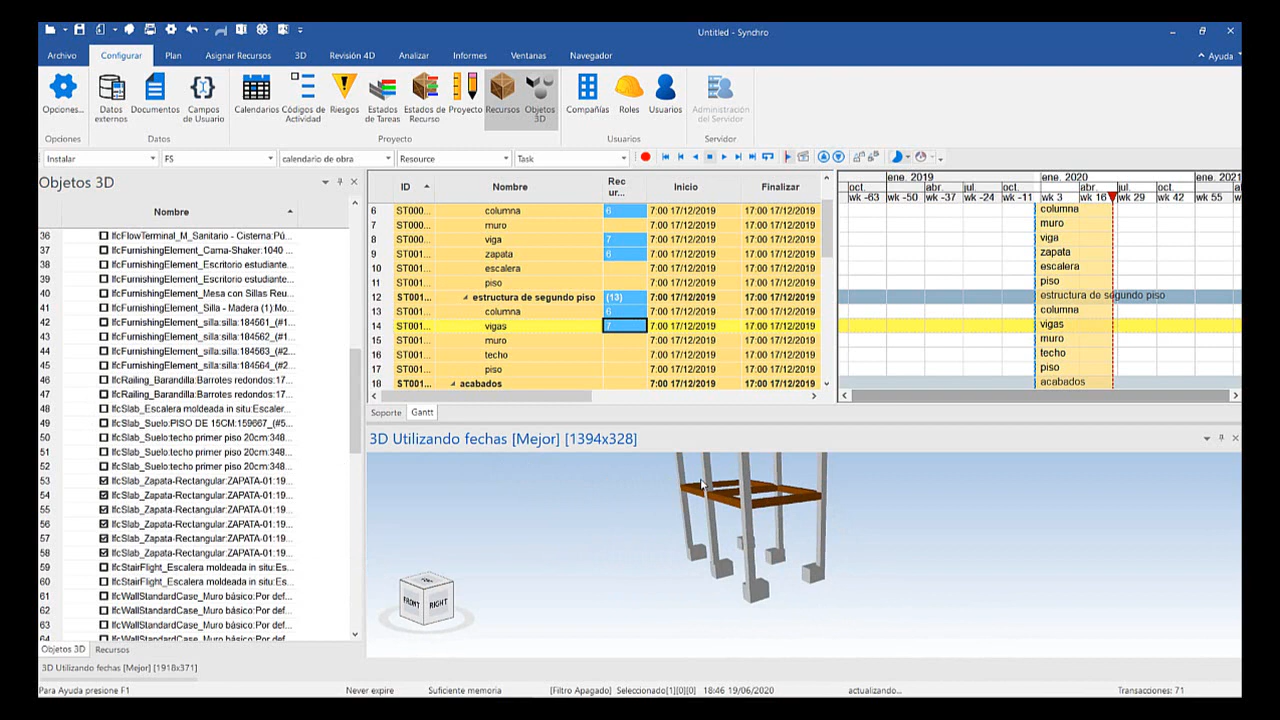 Untitled - Synchro
Archivo Configurar Plan Asignar Recursos 3D Revisión 4D Analizar Informes Ventanas Navegador Ayuda
Opciones... Datos externos Documentos Campos de Usuario Calendarios Códigos de Actividad Riesgos Estados de Tareas Estados de Recurso Proyecto Recursos Objetos 3D Compañías Roles Usuarios Administración del Servidor
Opciones Datos Proyecto Usuarios Servidor
Instalar FS calendario de obra Resource Task
Objetos 3D
Nombre
36 IfcFlowTerminal_M_Sanitario - Cisterna:Pú...
37 IfcFurnishingElement_Cama-Shaker:1040 ...
38 IfcFurnishingElement_Escritorio estudiante...
39 IfcFurnishingElement_Escritorio estudiante...
40 IfcFurnishingElement_Mesa con Sillas Reu...
41 IfcFurnishingElement_Silla - Madera (1):Mo...
42 IfcFurnishingElement_silla:silla:184561_(#1...
43 IfcFurnishingElement_silla:silla:184562_(#1...
44 IfcFurnishingElement_silla:silla:184563_(#2...
45 IfcFurnishingElement_silla:silla:184564_(#2...
46 IfcRailing_Barandilla:Barrotes redondos:17...
47 IfcRailing_Barandilla:Barrotes redondos:17...
48 IfcSlab_Escalera moldeada in situ:Escaler...
49 IfcSlab_Suelo:PISO DE 15CM:159667_(#5...
50 IfcSlab_Suelo:techo primer piso 20cm:348...
51 IfcSlab_Suelo:techo primer piso 20cm:348...
52 IfcSlab_Suelo:techo primer piso 20cm:348...
53 IfcSlab_Zapata-Rectangular:ZAPATA-01:19...
54 IfcSlab_Zapata-Rectangular:ZAPATA-01:19...
55 IfcSlab_Zapata-Rectangular:ZAPATA-01:19...
56 IfcSlab_Zapata-Rectangular:ZAPATA-01:19...
57 IfcSlab_Zapata-Rectangular:ZAPATA-01:19...
58 IfcSlab_Zapata-Rectangular:ZAPATA-01:19...
59 IfcStairFlight_Escalera moldeada in situ:Es...
60 IfcStairFlight_Escalera moldeada in situ:Es...
61 IfcWallStandardCase_Muro básico:Por def...
62 IfcWallStandardCase_Muro básico:Por def...
63 IfcWallStandardCase_Muro básico:Por def...
64 IfcWallStandardCase_Muro básico:Por def...
Objetos 3D Recursos
3D Utilizando fechas [Mejor] [1918x371]
ID Nombre Recur... Inicio Finalizar
6 ST000... columna 6 7:00 17/12/2019 17:00 17/12/2019
7 ST000... muro 7:00 17/12/2019 17:00 17/12/2019
8 ST000... viga 7 7:00 17/12/2019 17:00 17/12/2019
9 ST000... zapata 6 7:00 17/12/2019 17:00 17/12/2019
10 ST001... escalera 7:00 17/12/2019 17:00 17/12/2019
11 ST001... piso 7:00 17/12/2019 17:00 17/12/2019
12 ST001... estructura de segundo piso (13) 7:00 17/12/2019 17:00 17/12/2019
13 ST001... columna 6 7:00 17/12/2019 17:00 17/12/2019
14 ST001... vigas 7 7:00 17/12/2019 17:00 17/12/2019
15 ST001... muro 7:00 17/12/2019 17:00 17/12/2019
16 ST001... techo 7:00 17/12/2019 17:00 17/12/2019
17 ST001... piso 7:00 17/12/2019 17:00 17/12/2019
18 ST001... acabados 7:00 17/12/2019 17:00 17/12/2019
ene. 2019 ene. 2020 ene. 2021
oct. abr. jul. oct. abr. jul. oct.
wk -63 wk -50 wk -37 wk -24 wk -11 wk 3 wk 16 wk 29 wk 42 wk 55 wk
columna
muro
viga
zapata
escalera
piso
estructura de segundo piso
columna
vigas
muro
techo
piso
acabados
Soporte Gantt
3D Utilizando fechas [Mejor] [1394x328]
FRONT RIGHT
Para Ayuda presione F1 Never expire Suficiente memoria [Filtro Apagado] Seleccionado[1][0][0] 18:46 19/06/2020 actualizando... Transacciones: 71